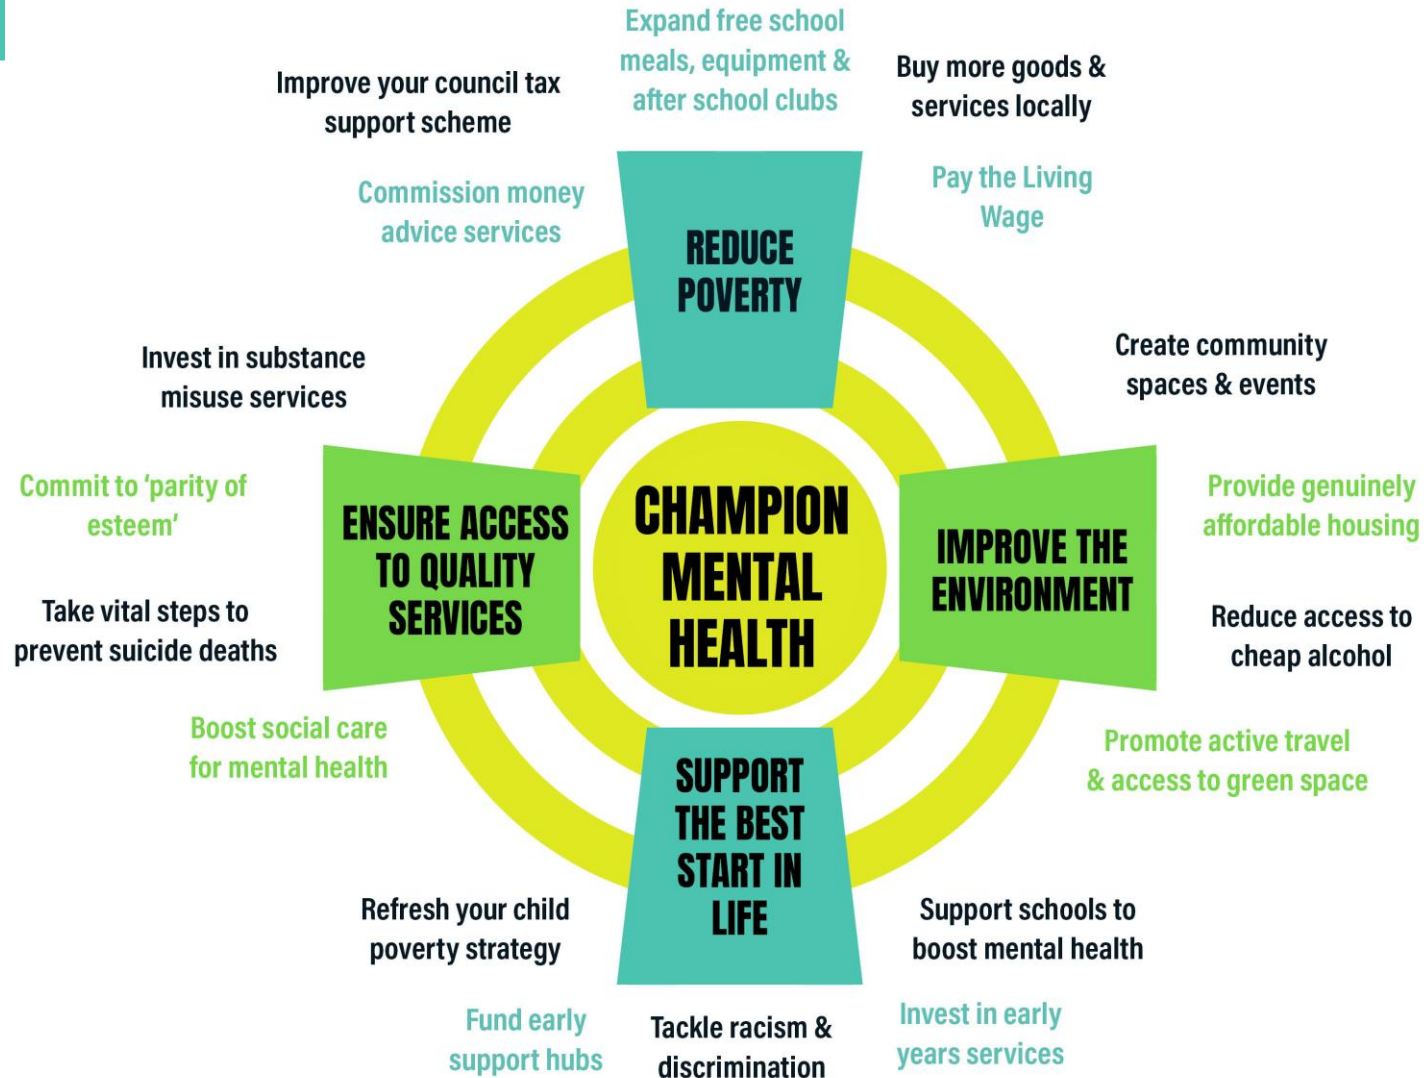 Expand free school
meals, equipment &
after school clubs
Improve your council tax
support scheme
Buy more goods &
services locally
Commission money
advice services
Pay the Living
Wage
REDUCE
POVERTY
Invest in substance
misuse services
Create community
spaces & events
Commit to ‘parity of
esteem’
Provide genuinely
affordable housing
ENSURE ACCESS
TO QUALITY
SERVICES
CHAMPION
MENTAL
HEALTH
IMPROVE THE
ENVIRONMENT
Take vital steps to
prevent suicide deaths
Reduce access to
cheap alcohol
Boost social care
for mental health
Promote active travel
& access to green space
SUPPORT
THE BEST
START IN
LIFE
Refresh your child
poverty strategy
Support schools to
boost mental health
Fund early
support hubs
Tackle racism &
discrimination
Invest in early
years services